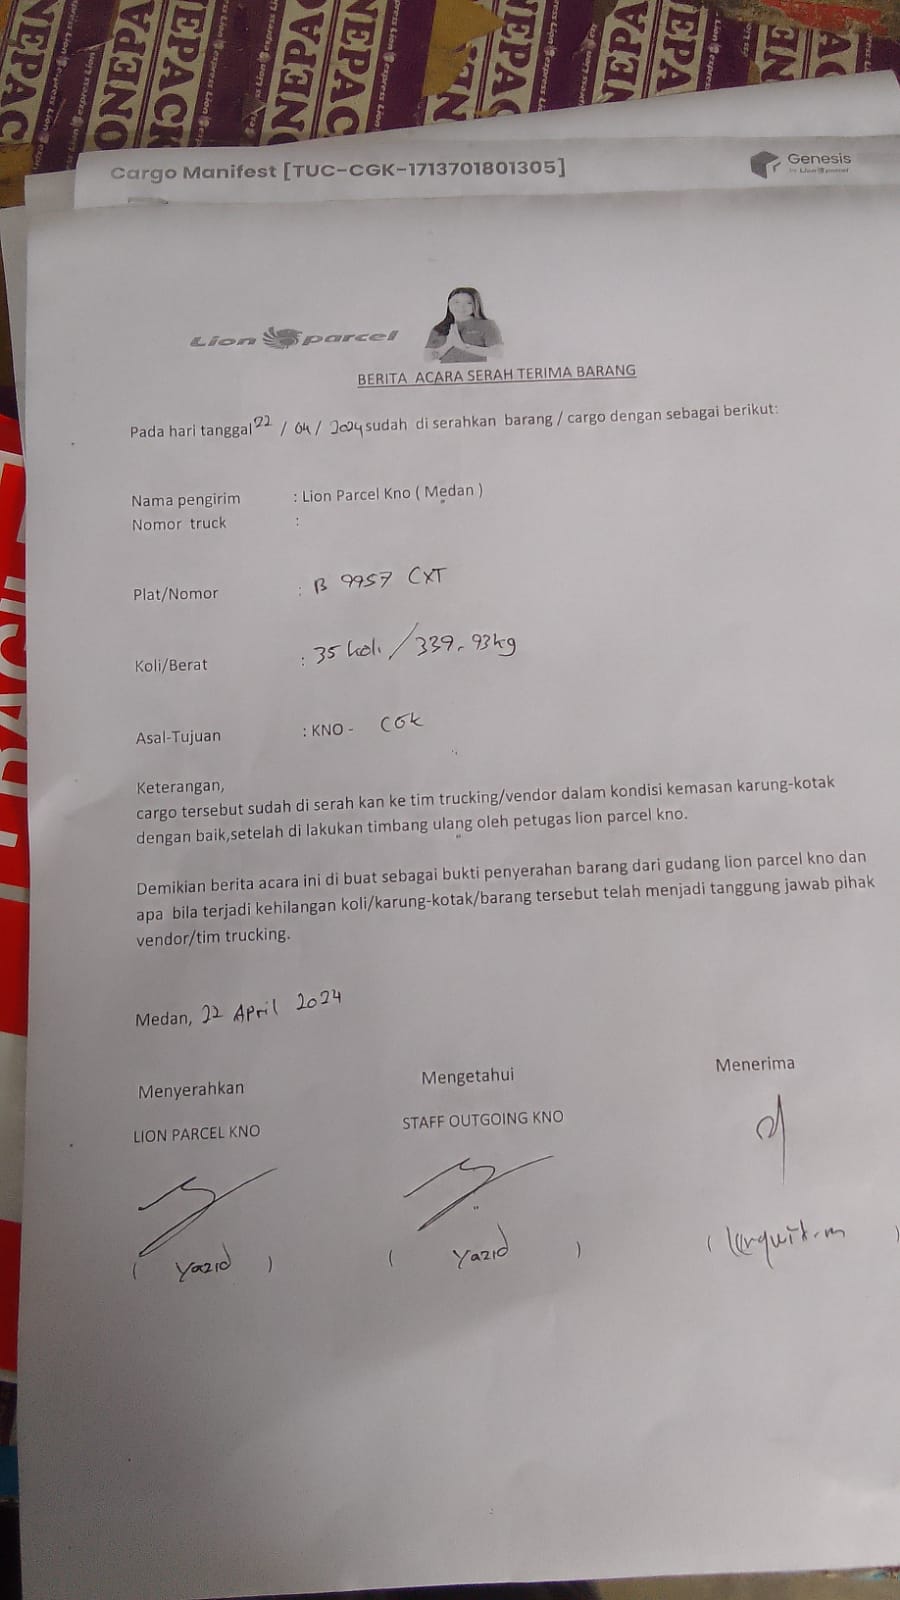 Cargo Manifest [TUC-CGK-1713701801305]
Genesis
by Lion parcel
Lion parcel
BERITA ACARA SERAH TERIMA BARANG
Pada hari tanggal 22 / 04 / 2024 sudah di serahkan barang / cargo dengan sebagai berikut:
Nama pengirim : Lion Parcel Kno ( Medan )
Nomor truck :
Plat/Nomor : B 9957 CXT
Koli/Berat : 35 koli / 339.93kg
Asal-Tujuan : KNO - CGK
Keterangan,
cargo tersebut sudah di serah kan ke tim trucking/vendor dalam kondisi kemasan karung-kotak
dengan baik,setelah di lakukan timbang ulang oleh petugas lion parcel kno.
Demikian berita acara ini di buat sebagai bukti penyerahan barang dari gudang lion parcel kno dan
apa bila terjadi kehilangan koli/karung-kotak/barang tersebut telah menjadi tanggung jawab pihak
vendor/tim trucking.
Medan, 22 April 2024
Menyerahkan Mengetahui Menerima
LION PARCEL KNO STAFF OUTGOING KNO
( Yazid ) ( Yazid ) ( )